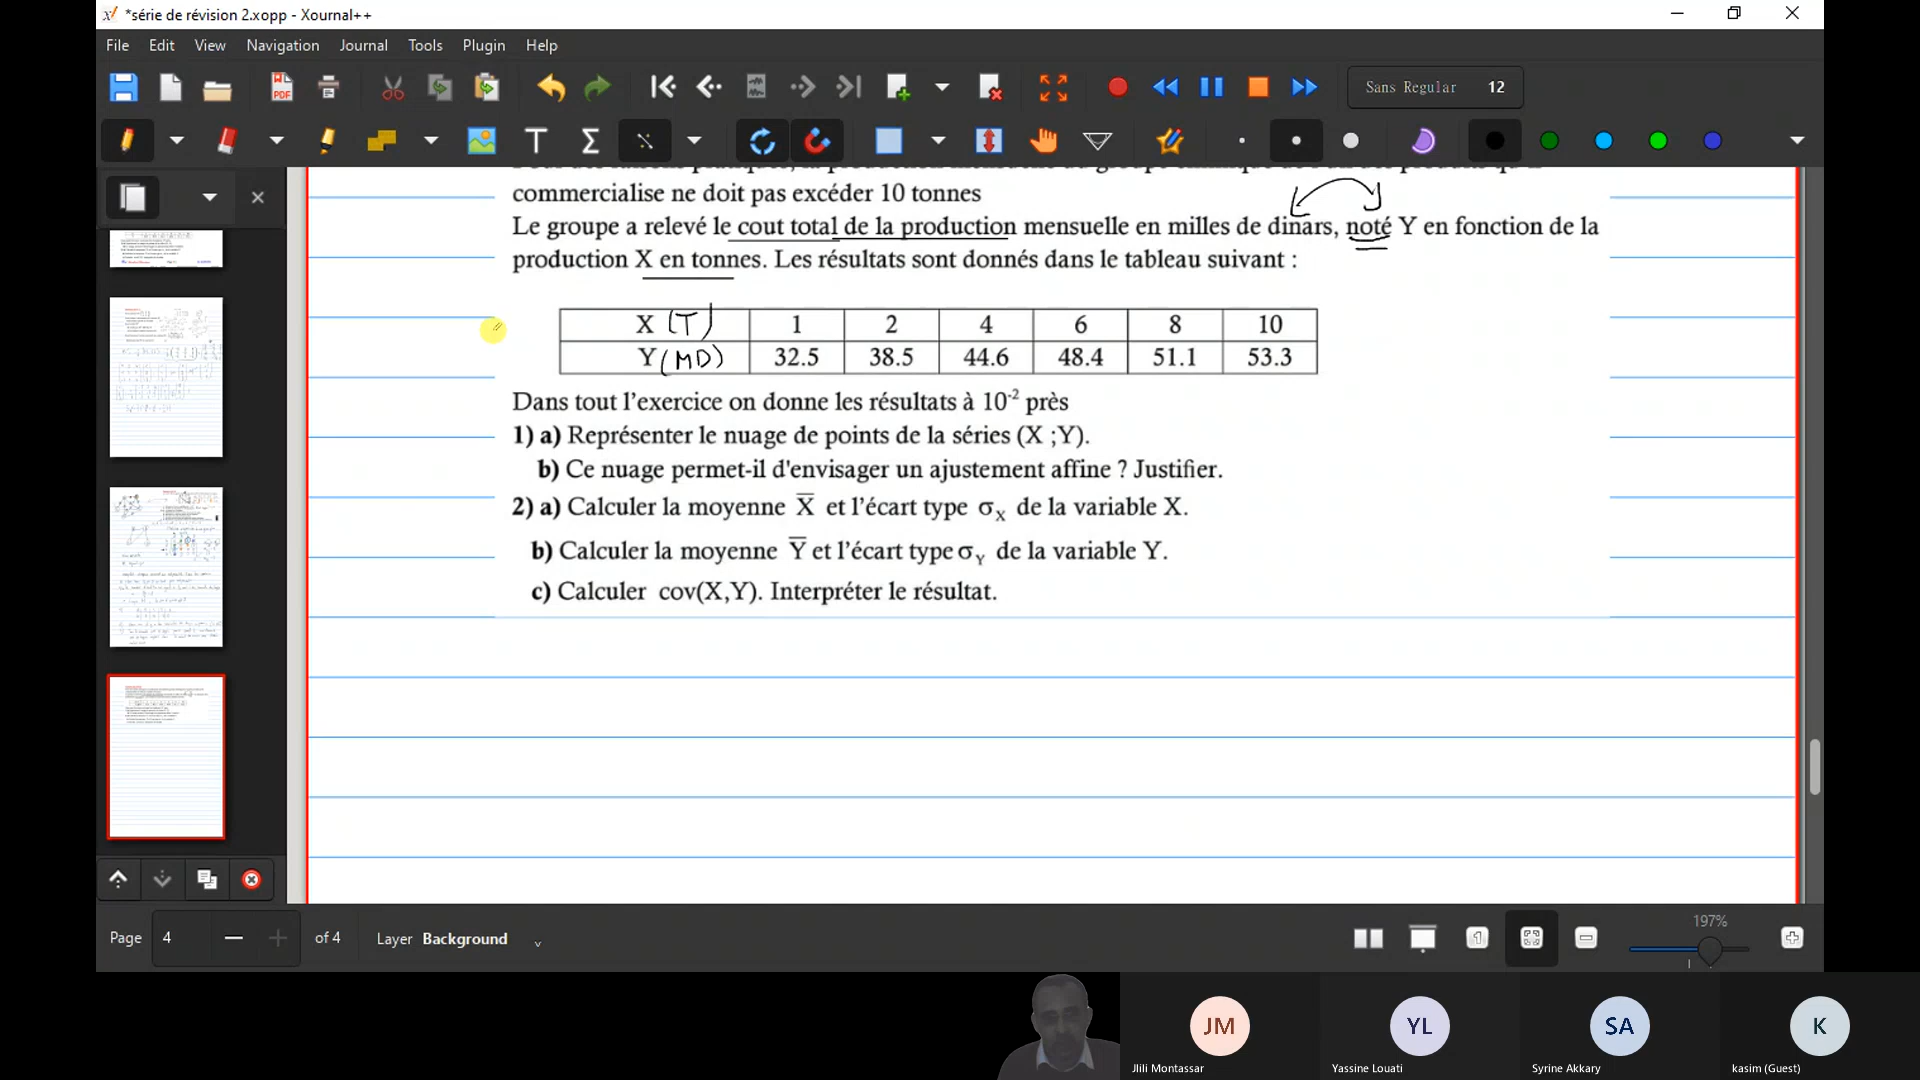 *série de révision 2.xopp - Xournal++
File Edit View Navigation Journal Tools Plugin Help
Sans Regular 12
commercialise ne doit pas excéder 10 tonnes
Le groupe a relevé le cout total de la production mensuelle en milles de dinars, noté Y en fonction de la
production X en tonnes. Les résultats sont donnés dans le tableau suivant :
X (T) 1 2 4 6 8 10
Y (MD) 32.5 38.5 44.6 48.4 51.1 53.3
Dans tout l'exercice on donne les résultats à 10⁻² près
1) a) Représenter le nuage de points de la séries (X ;Y).
b) Ce nuage permet-il d'envisager un ajustement affine ? Justifier.
2) a) Calculer la moyenne X̅ et l'écart type σX de la variable X.
b) Calculer la moyenne Y̅ et l'écart type σY de la variable Y.
c) Calculer cov(X,Y). Interpréter le résultat.
Page 4 of 4 Layer Background
197%
JM YL SA K
Jlili Montassar Yassine Louati Syrine Akkary kasim (Guest)